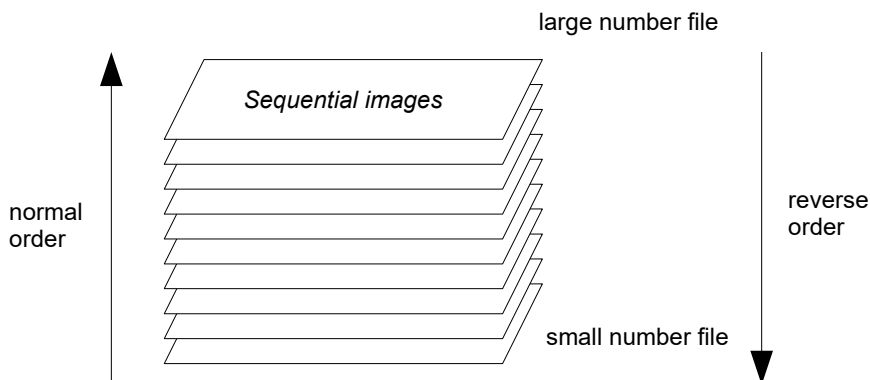 large number file
Sequential images
normal
order
reverse
order
small number file